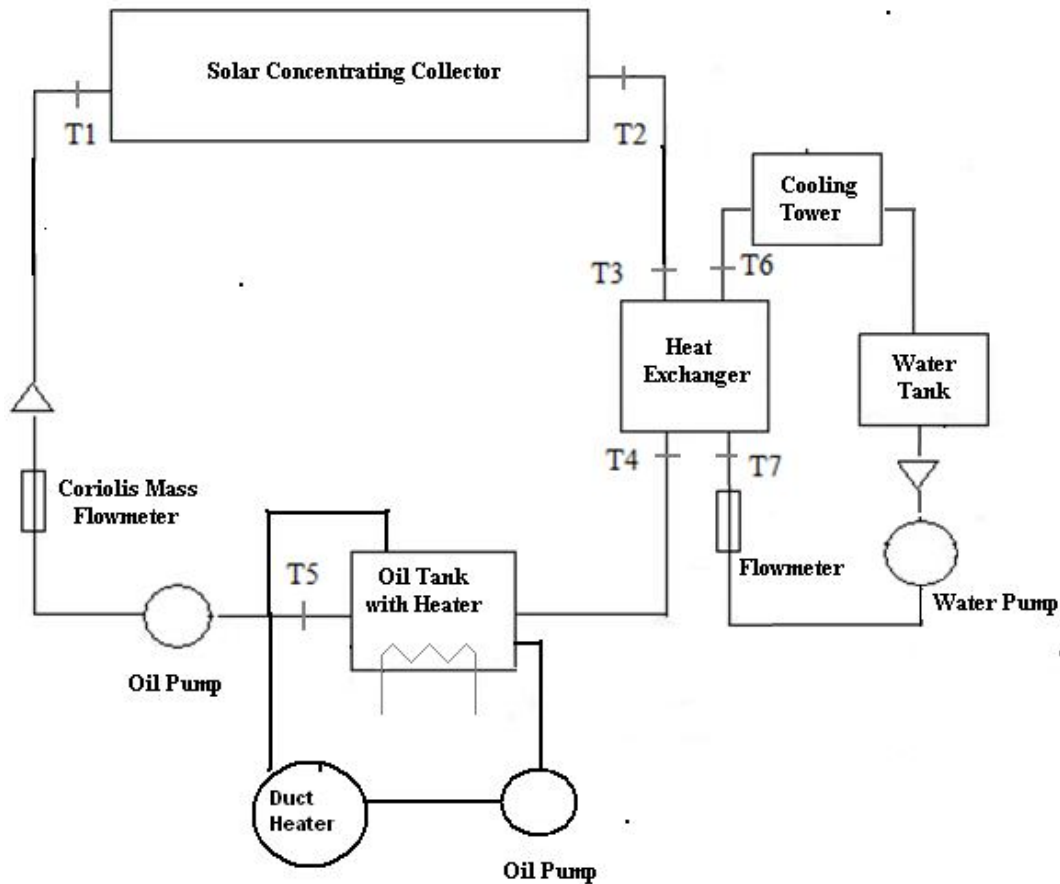 Solar Concentrating Collector
T1
T2
Cooling
Tower
T3
T6
Heat
Exchanger
Water
Tank
T4
T7
Coriolis Mass
Flowmeter
T5
Oil Tank
with Heater
Flowmeter
Water Pump
Oil Pump
Duct
Heater
Oil Pump